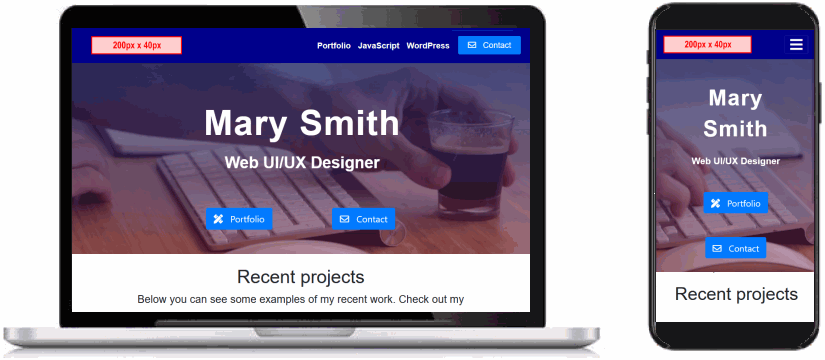 200px x 40px
Portfolio JavaScript WordPress Contact
Mary Smith
Web UI/UX Designer
Portfolio Contact
Recent projects
Below you can see some examples of my recent work. Check out my
200px x 40px
Mary
Smith
Web UI/UX Designer
Portfolio
Contact
Recent projects